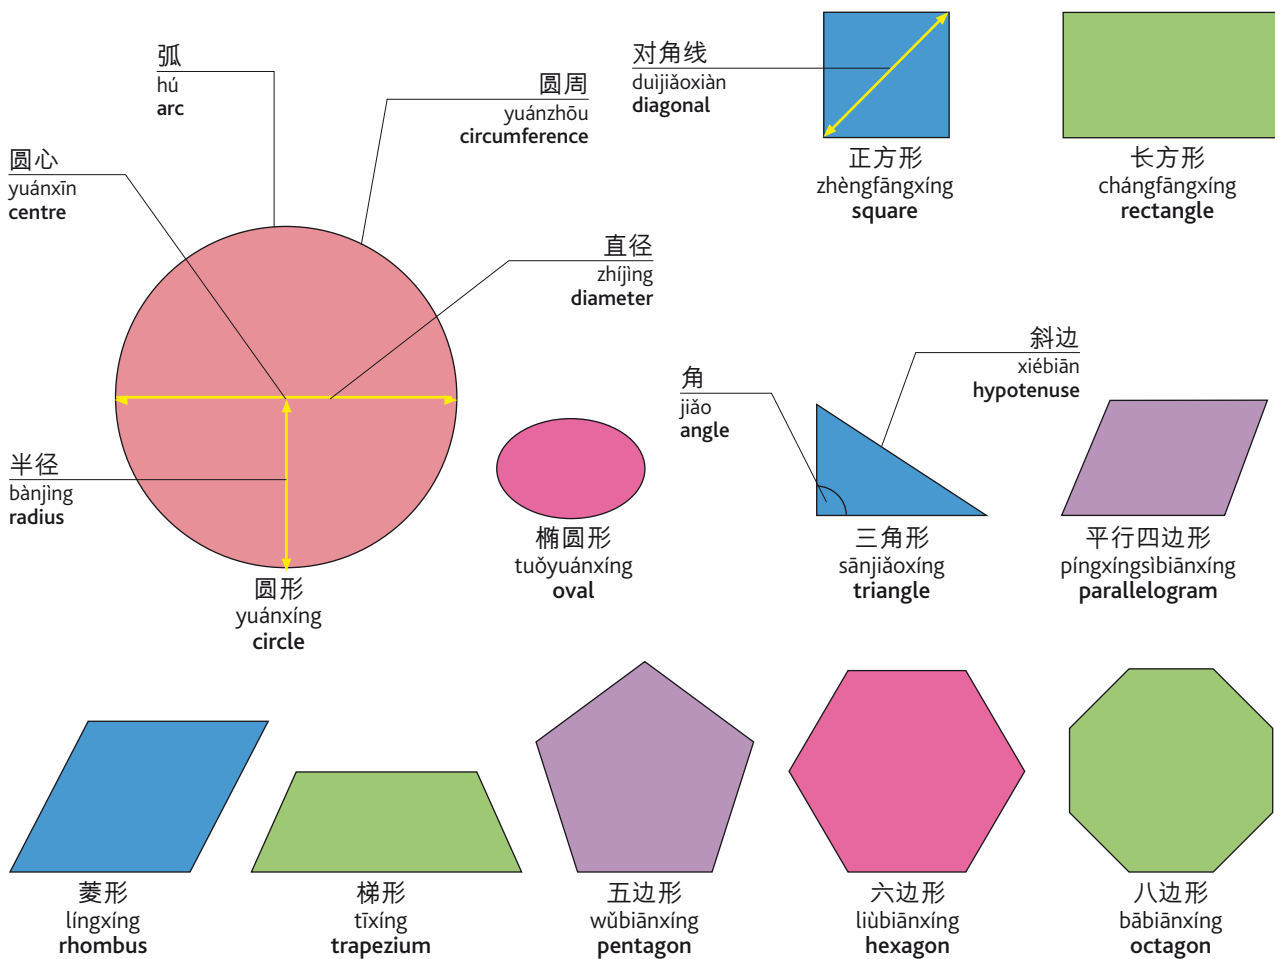 弧
hú
arc
圆周
yuánzhōu
circumference
圆心
yuánxīn
centre
直径
zhíjìng
diameter
半径
bànjìng
radius
圆形
yuánxíng
circle
对角线
duìjiǎoxiàn
diagonal
正方形
zhèngfāngxíng
square
长方形
chángfāngxíng
rectangle
椭圆形
tuǒyuánxíng
oval
角
jiǎo
angle
斜边
xiébiān
hypotenuse
三角形
sānjiǎoxíng
triangle
平行四边形
píngxíngsìbiānxíng
parallelogram
菱形
língxíng
rhombus
梯形
tīxíng
trapezium
五边形
wǔbiānxíng
pentagon
六边形
liùbiānxíng
hexagon
八边形
bābiānxíng
octagon